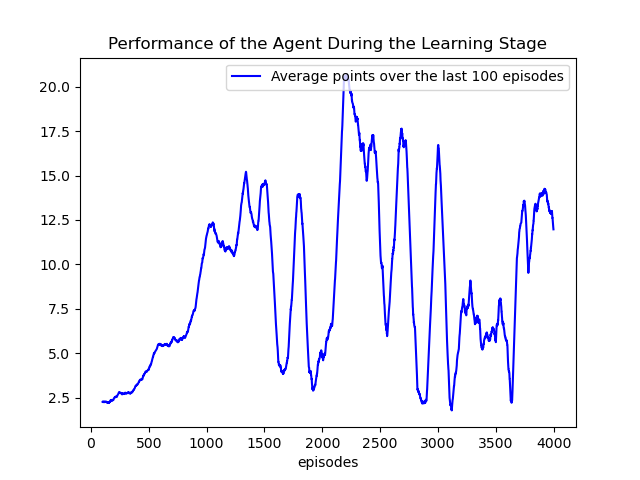 Performance of the Agent During the Learning Stage
Average points over the last 100 episodes
20.0
17.5
15.0
12.5
10.0
7.5
5.0
2.5
0 500 1000 1500 2000 2500 3000 3500 4000
episodes